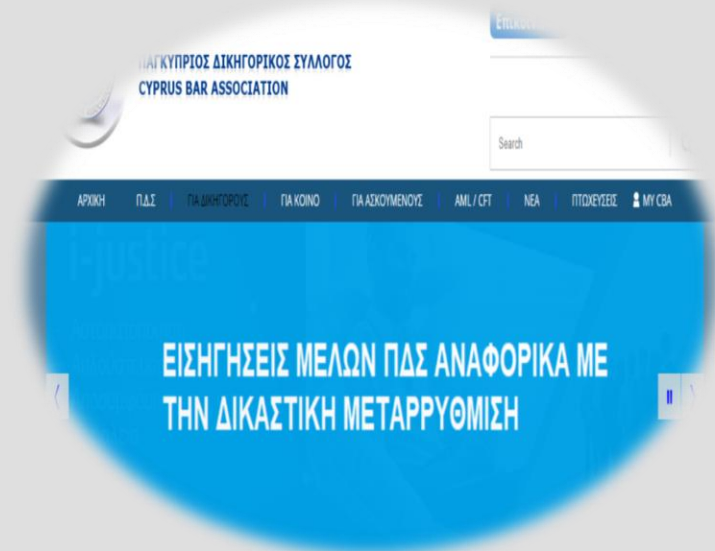 ΠΑΓΚΥΠΡΙΟΣ ΔΙΚΗΓΟΡΙΚΟΣ ΣΥΛΛΟΓΟΣ
CYPRUS BAR ASSOCIATION
Search
ΑΡΧΙΚΗ Π.Δ.Σ ΓΙΑ ΔΙΚΗΓΟΡΟΥΣ ΓΙΑ ΚΟΙΝΟ ΓΙΑ ΑΣΚΟΥΜΕΝΟΥΣ AML / CFT ΝΕΑ ΠΤΩΧΕΥΣΕΙΣ MY CBA
i-justice
ΕΙΣΗΓΗΣΕΙΣ ΜΕΛΩΝ ΠΔΣ ΑΝΑΦΟΡΙΚΑ ΜΕ
ΤΗΝ ΔΙΚΑΣΤΙΚΗ ΜΕΤΑΡΡΥΘΜΙΣΗ